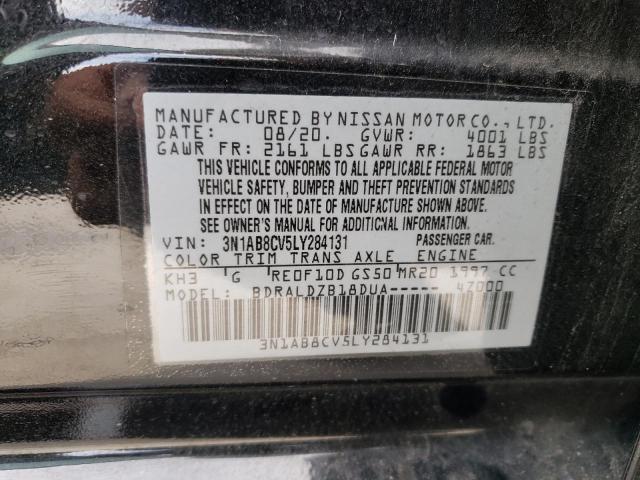 MANUFACTURED BY NISSAN MOTOR CO., LTD.
DATE: 08/20. GVWR: 4001 LBS
GAWR FR: 2161 LBS GAWR RR: 1863 LBS
THIS VEHICLE CONFORMS TO ALL APPLICABLE FEDERAL MOTOR
VEHICLE SAFETY, BUMPER AND THEFT PREVENTION STANDARDS
IN EFFECT ON THE DATE OF MANUFACTURE SHOWN ABOVE.
SEE OWNER'S MANUAL FOR ADDITIONAL INFORMATION.
VIN: 3N1AB8CV5LY284131 PASSENGER CAR.
COLOR TRIM TRANS AXLE ENGINE
KH3 G RE0F10D GS50 MR20 1997 CC
MODEL: BDRALDZB18DUA----- 47000
3N1AB8CV5LY284131